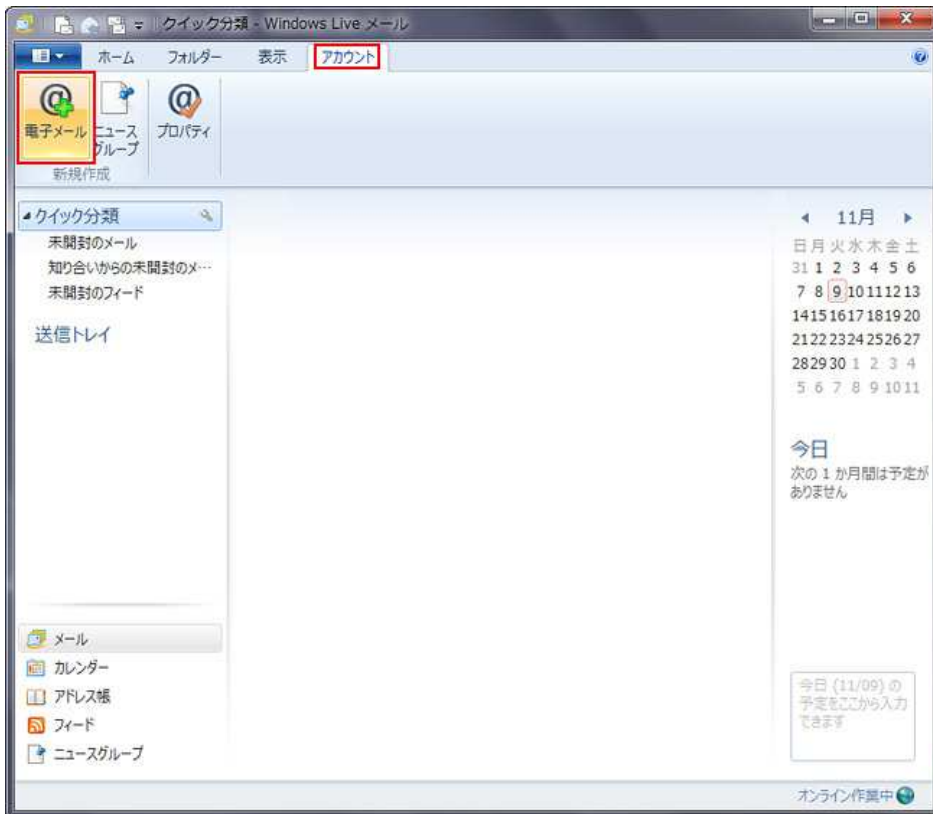 クイック分類 - Windows Live メール
ホーム フォルダー 表示 アカウント
電子メール
ニュース
グループ
プロパティ
新規作成
クイック分類
未開封のメール
知り合いからの未開封のメ…
未開封のフィード
送信トレイ
メール
カレンダー
アドレス帳
フィード
ニュースグループ
11月
日 月 火 水 木 金 土
31 1 2 3 4 5 6
7 8 9 10 11 12 13
14 15 16 17 18 19 20
21 22 23 24 25 26 27
28 29 30 1 2 3 4
5 6 7 8 9 10 11
今日
次の 1 か月間は予定が
ありません
今日 (11/09) の
予定をここから入力
できます
オンライン作業中